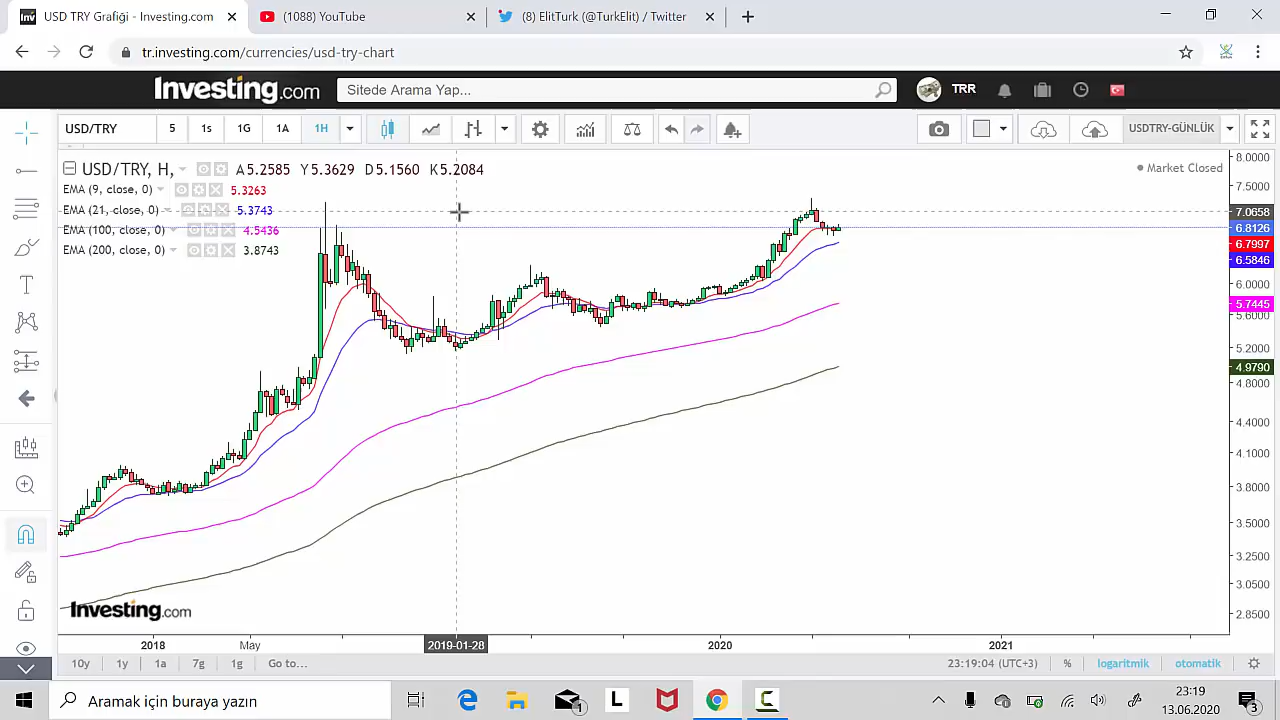 USD TRY Grafiği - Investing.com
(1088) YouTube
(8) ElitTurk (@TurkElit) / Twitter
tr.investing.com/currencies/usd-try-chart
Investing.com
Sitede Arama Yap...
TRR
USD/TRY
5
1s
1G
1A
1H
USDTRY-GÜNLÜK
USD/TRY, H,
A5.2585 Y5.3629 D5.1560 K5.2084
Market Closed
EMA (9, close, 0) 5.3263
EMA (21, close, 0) 5.3743
EMA (100, close, 0) 4.5436
EMA (200, close, 0) 3.8743
8.0000
7.5000
7.0658
6.8126
6.7997
6.5846
6.0000
5.7445
5.6000
5.2000
4.9790
4.8000
4.4000
4.1000
3.8000
3.5000
3.2500
3.0500
2.8500
Investing.com
2018 May 2019-01-28 2020 2021
10y 1y 1a 7g 1g Go to...
23:19:04 (UTC+3) % logaritmik otomatik
Aramak için buraya yazın
L
1
23:19
13.06.2020
3